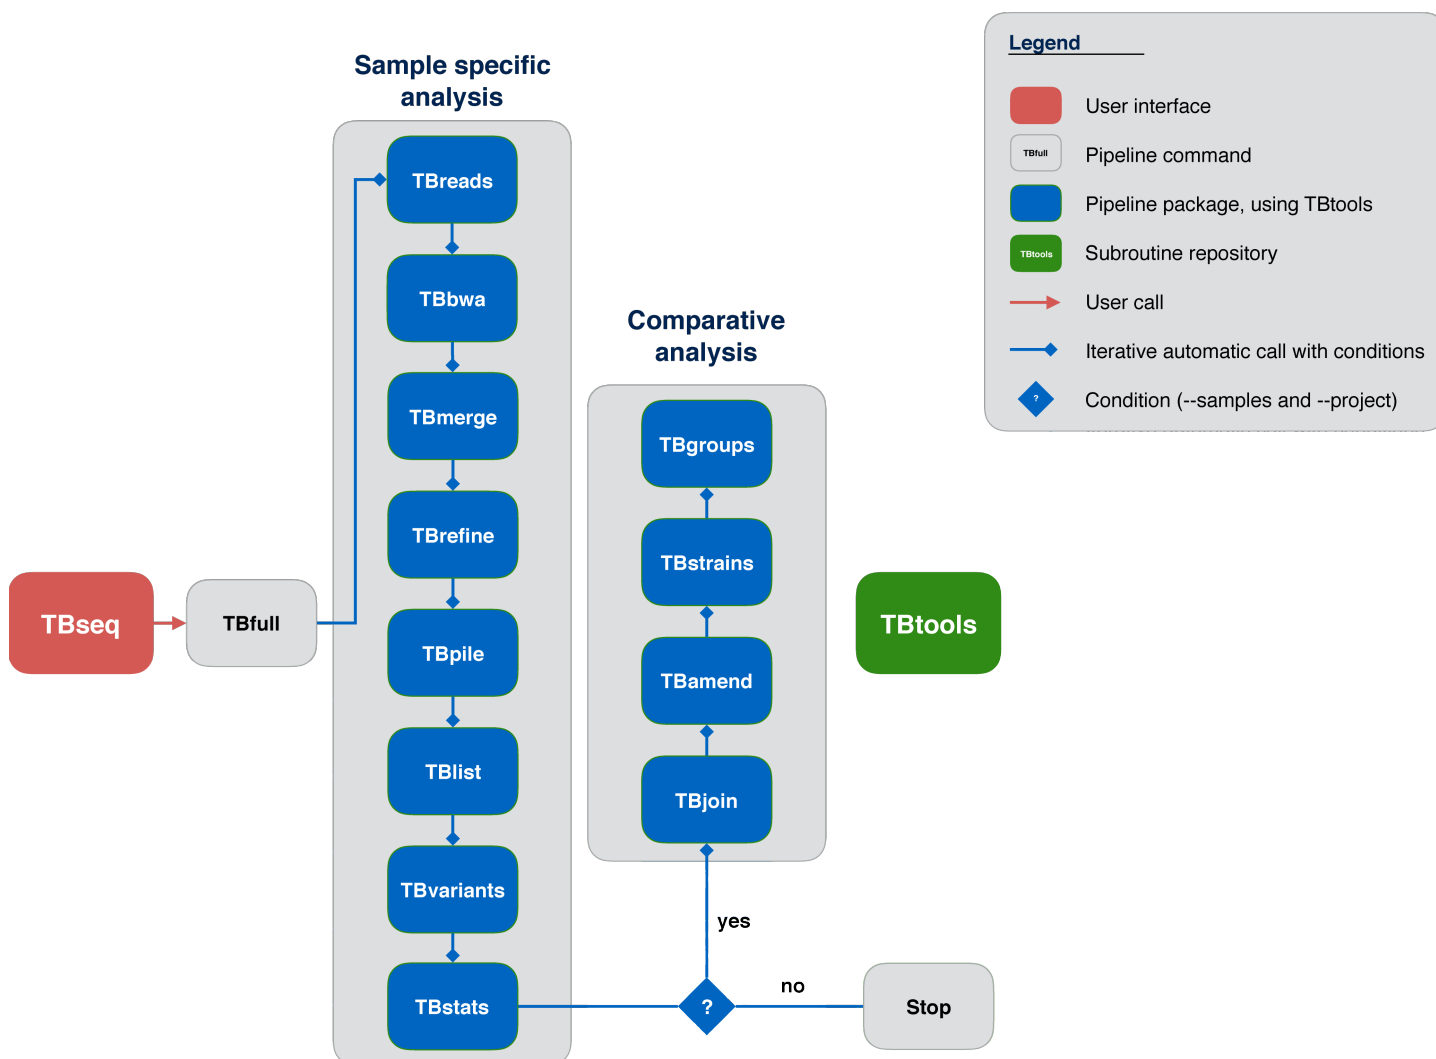 Sample specific
analysis
TBreads
TBbwa
TBmerge
TBrefine
TBpile
TBlist
TBvariants
TBstats
TBseq
TBfull
Comparative
analysis
TBgroups
TBstrains
TBamend
TBjoin
yes
?
no
Stop
TBtools
Legend
User interface
TBfull
Pipeline command
Pipeline package, using TBtools
TBtools
Subroutine repository
User call
Iterative automatic call with conditions
?
Condition (--samples and --project)